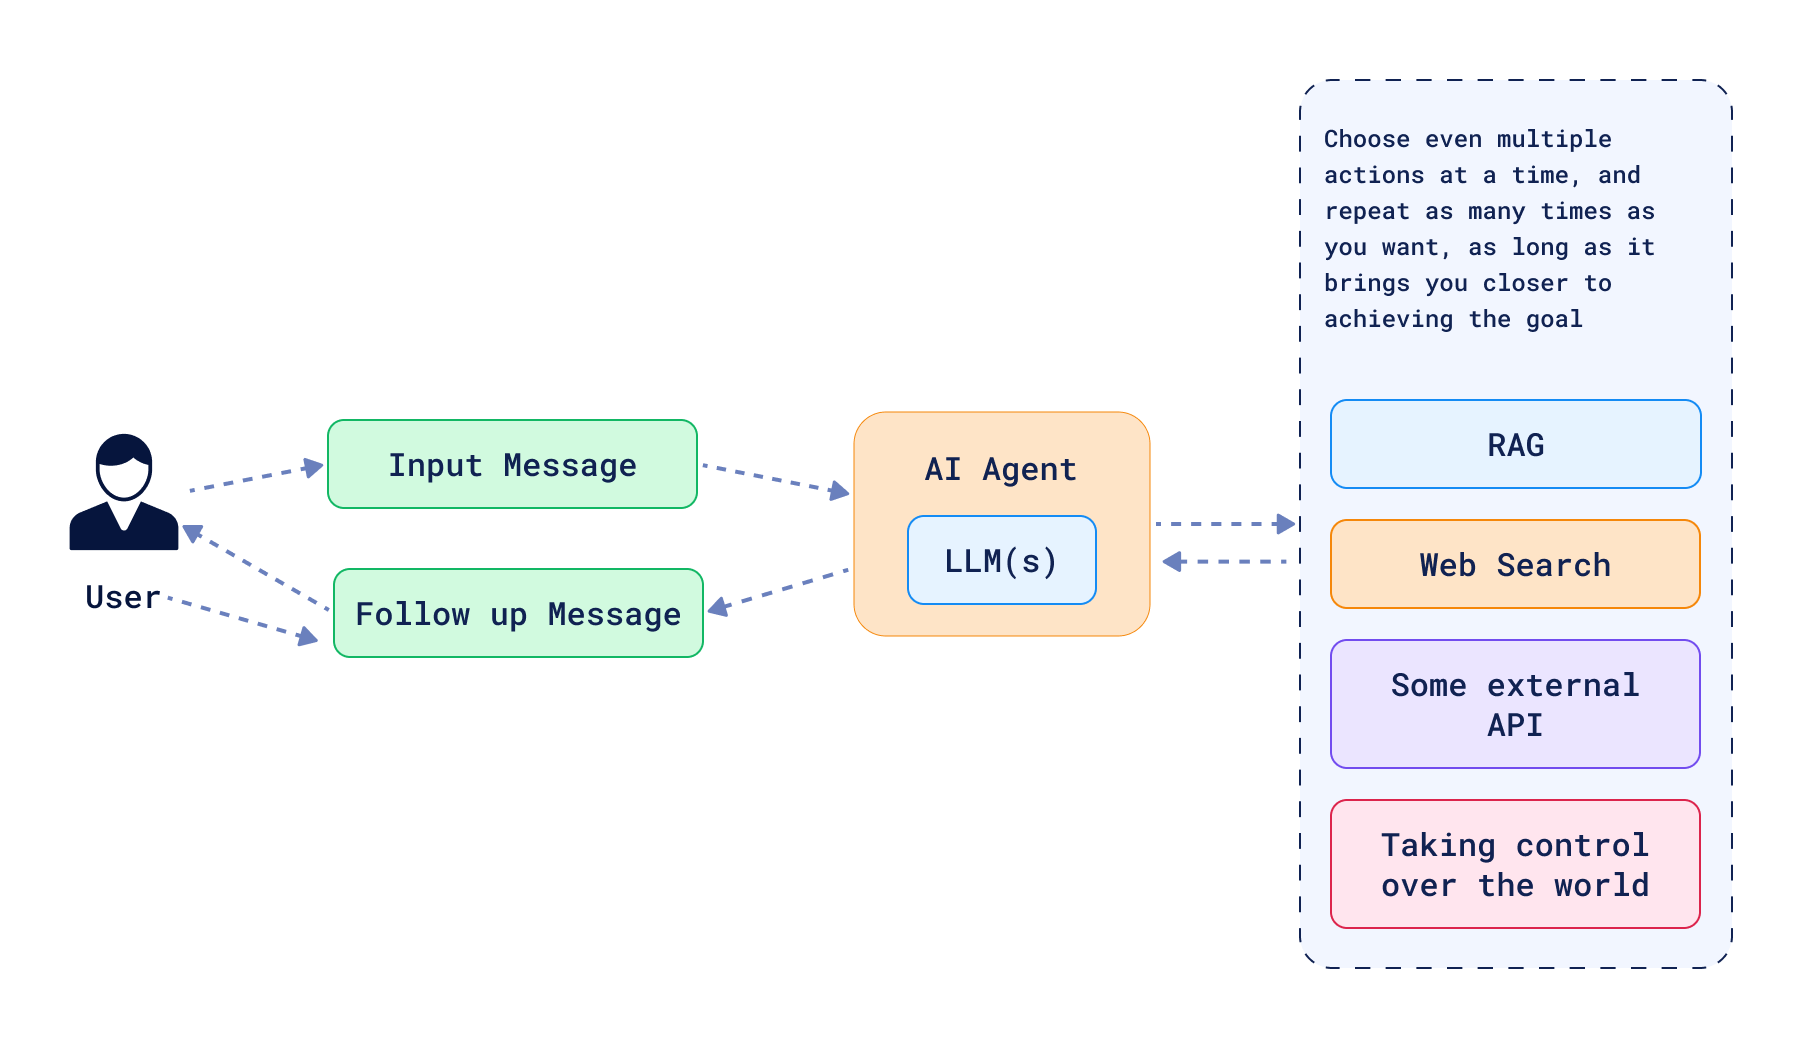 Choose even multiple
actions at a time, and
repeat as many times as
you want, as long as it
brings you closer to
achieving the goal
Input Message
AI Agent
RAG
LLM(s)
Web Search
User
Follow up Message
Some external
API
Taking control
over the world